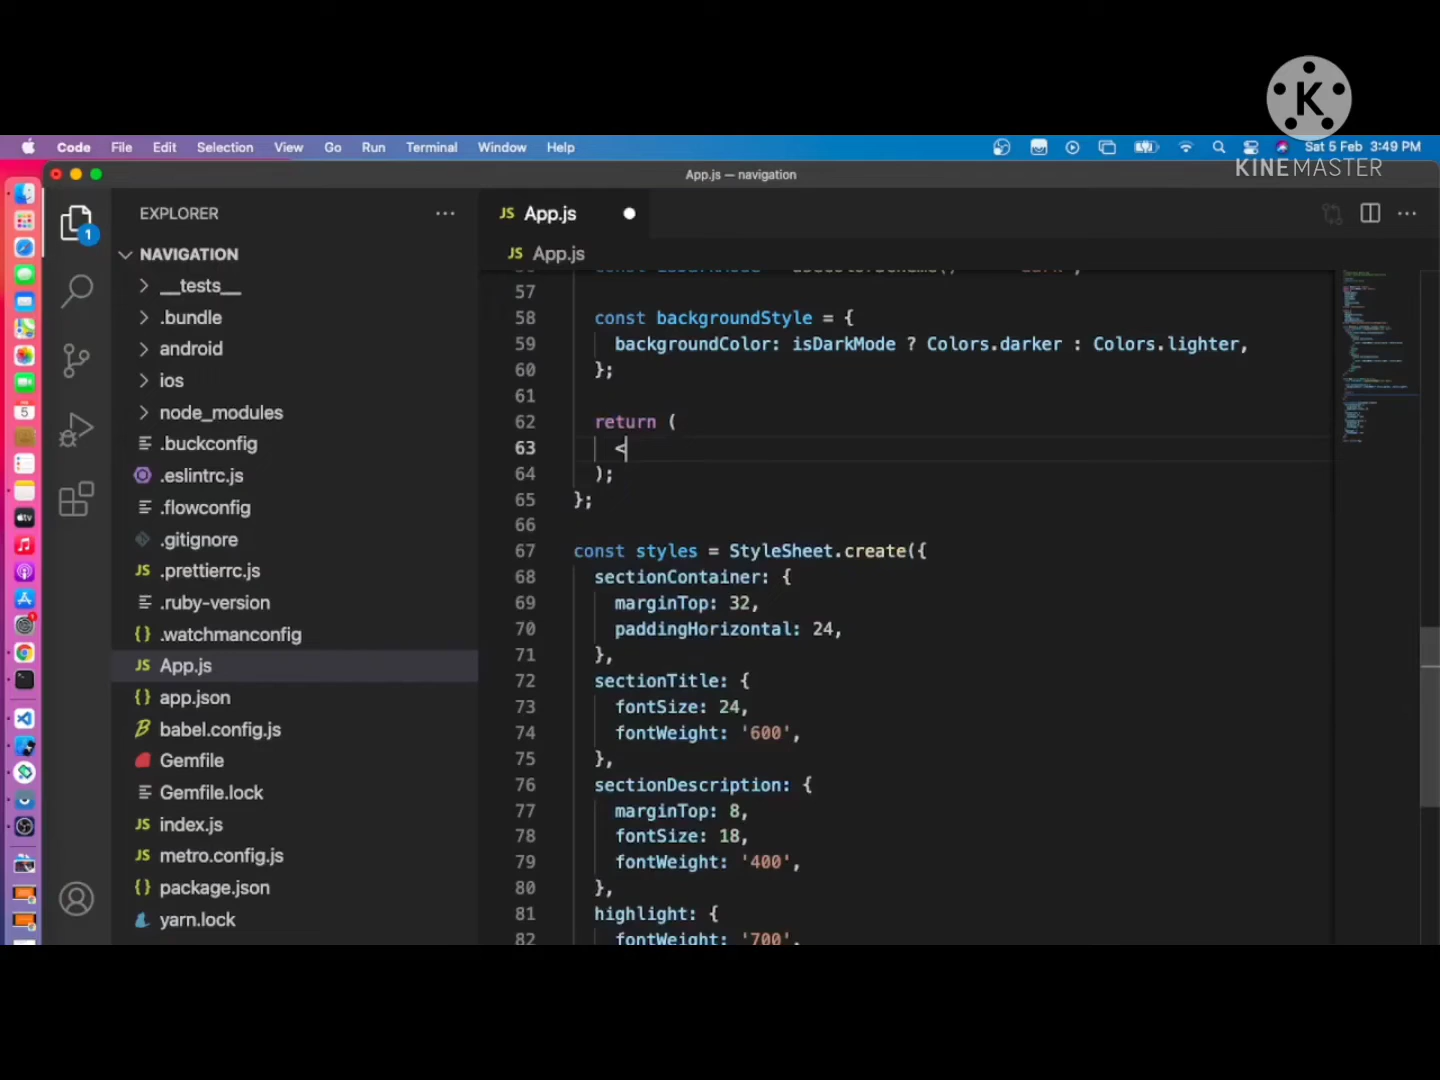 K
KINEMASTER
Code File Edit Selection View Go Run Terminal Window Help Sat 5 Feb 3:49 PM
App.js — navigation
EXPLORER
1
NAVIGATION
__tests__
.bundle
android
ios
node_modules
.buckconfig
.eslintrc.js
.flowconfig
.gitignore
JS .prettierrc.js
.ruby-version
{} .watchmanconfig
JS App.js
{} app.json
babel.config.js
Gemfile
Gemfile.lock
JS index.js
JS metro.config.js
{} package.json
yarn.lock
JS App.js
JS App.js
57
58 const backgroundStyle = {
59 backgroundColor: isDarkMode ? Colors.darker : Colors.lighter,
60 };
61
62 return (
63 <
64 );
65 };
66
67 const styles = StyleSheet.create({
68 sectionContainer: {
69 marginTop: 32,
70 paddingHorizontal: 24,
71 },
72 sectionTitle: {
73 fontSize: 24,
74 fontWeight: '600',
75 },
76 sectionDescription: {
77 marginTop: 8,
78 fontSize: 18,
79 fontWeight: '400',
80 },
81 highlight: {
82 fontWeight: '700',